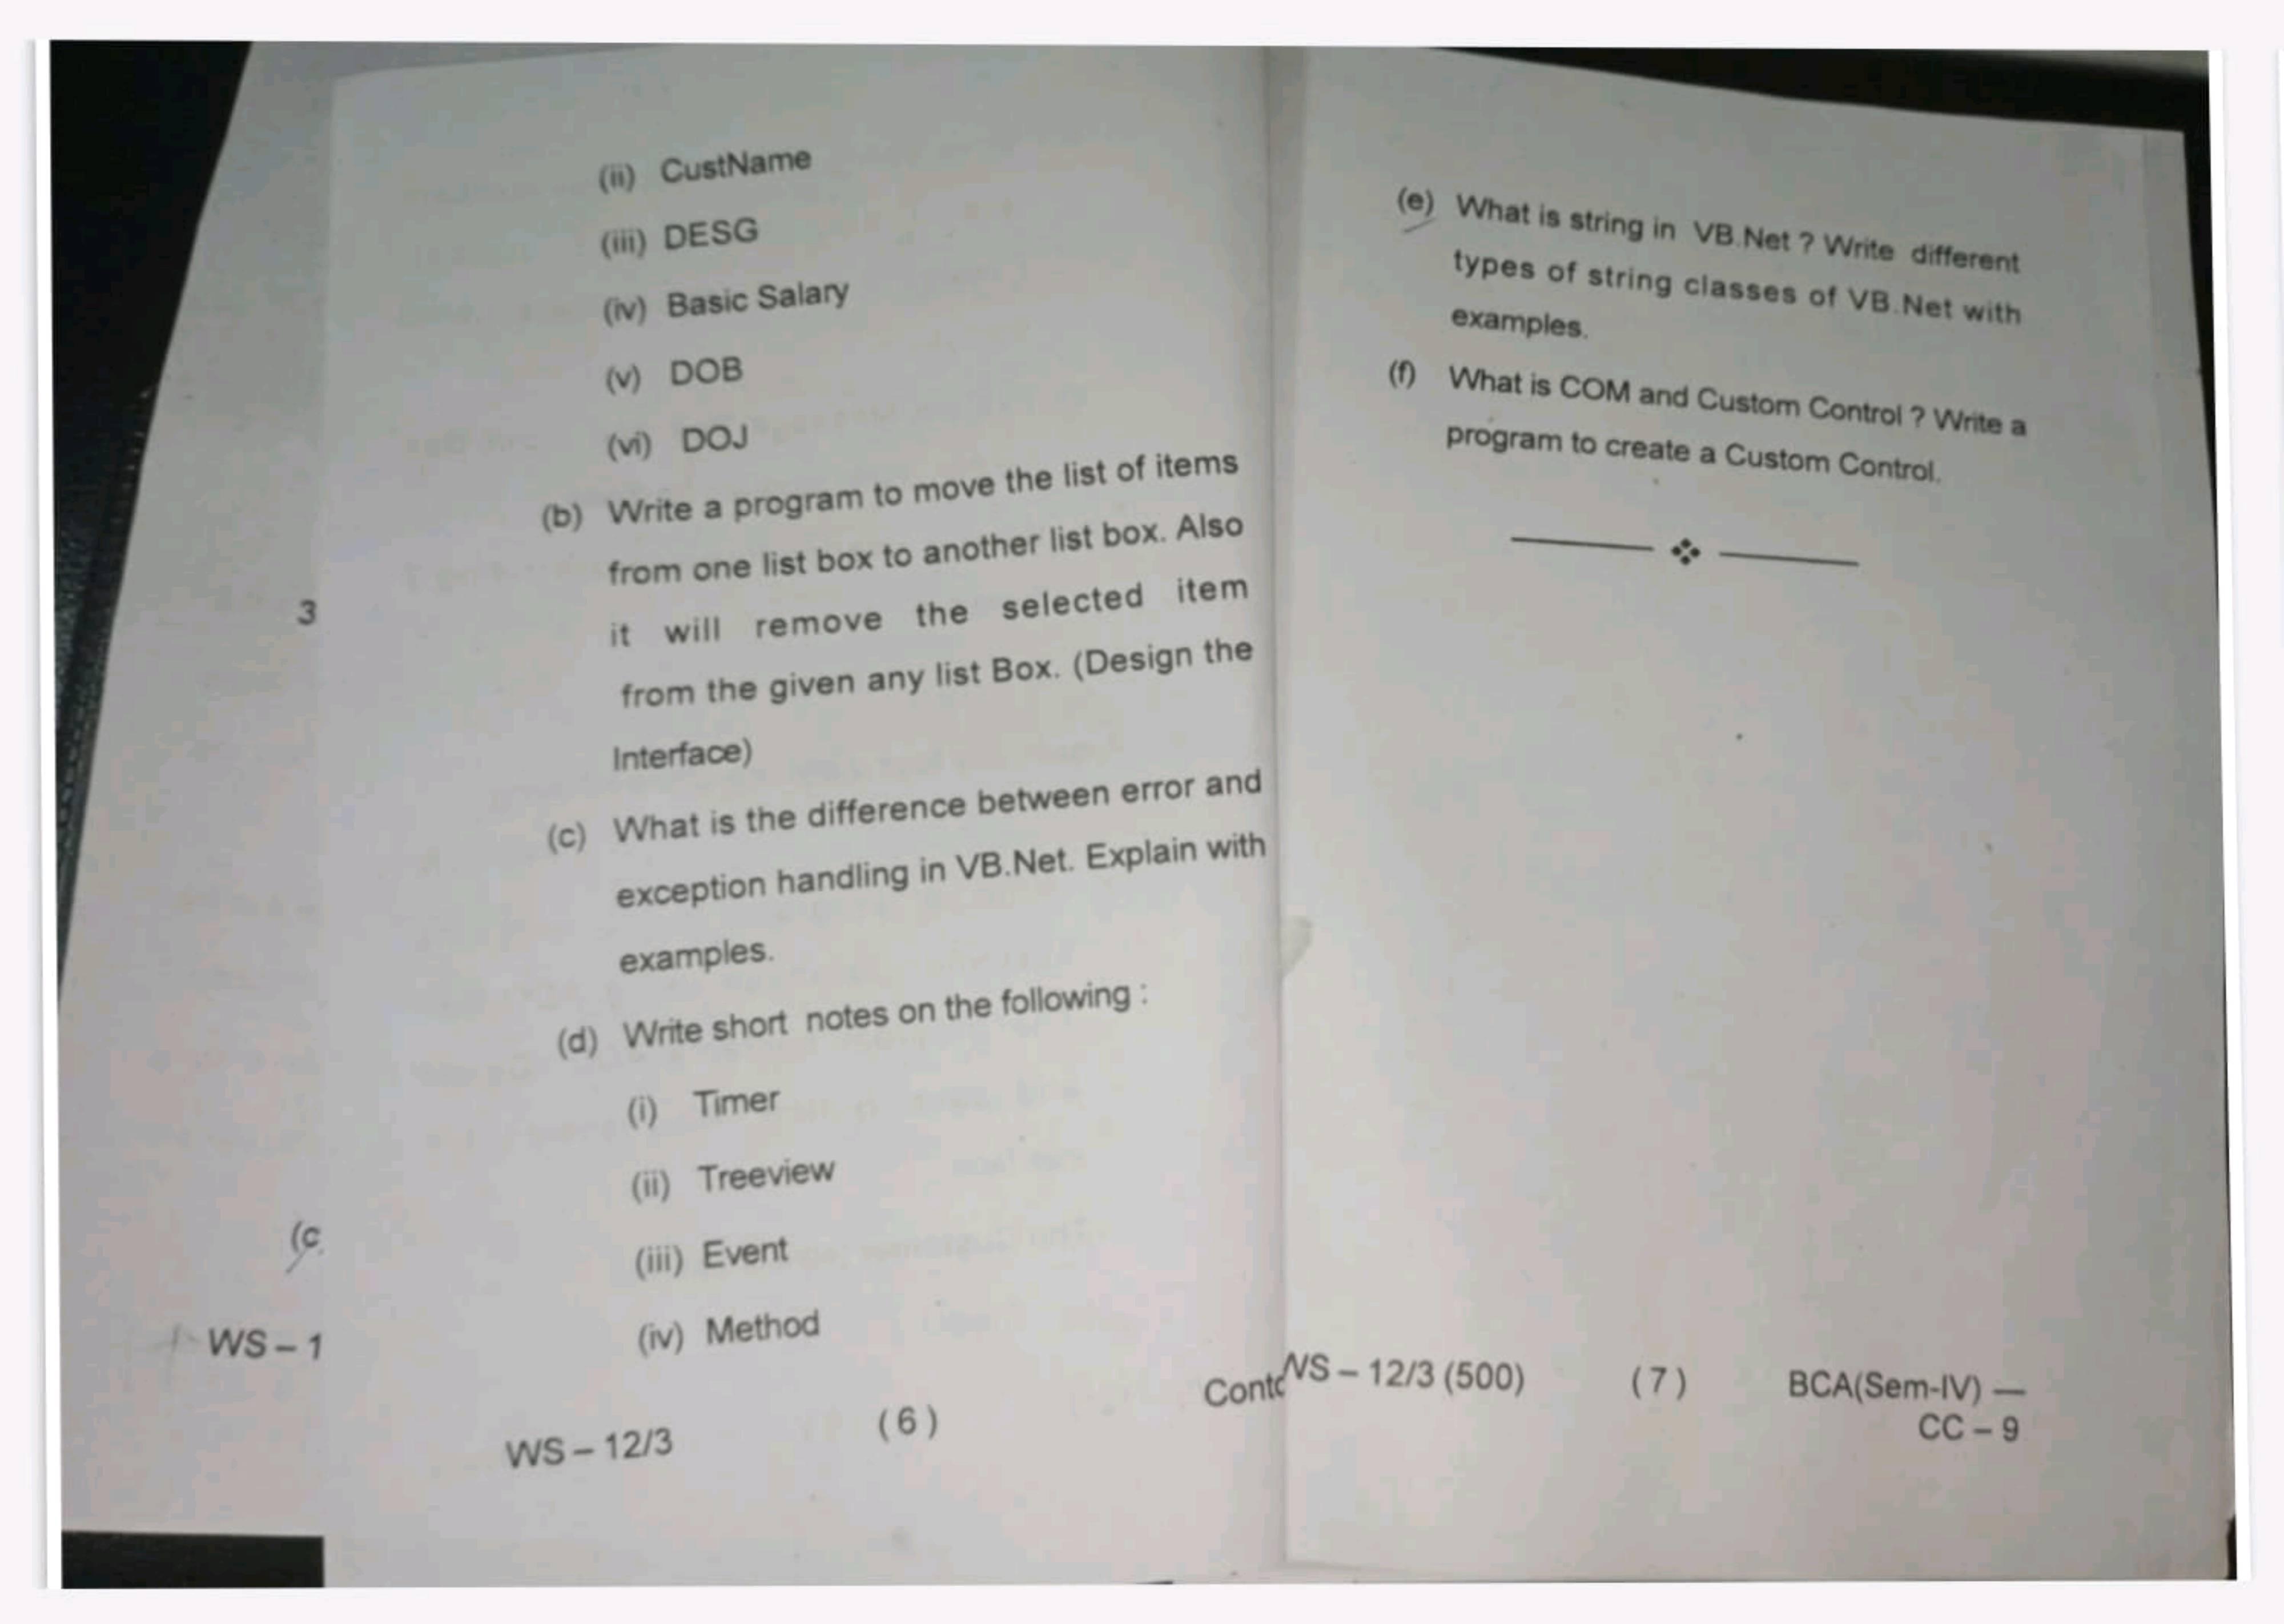 (ii) CustName
(iii) DESG
(iv) Basic Salary
(v) DOB
(vi) DOJ
(b) Write a program to move the list of items
from one list box to another list box. Also
it will remove the selected item
from the given any list Box. (Design the
Interface)
(c) What is the difference between error and
exception handling in VB.Net. Explain with
examples.
(d) Write short notes on the following :
(i) Timer
(ii) Treeview
(iii) Event
(iv) Method
WS – 12/3 (6) Contd
3
(c
WS – 1
(e) What is string in VB.Net ? Write different
types of string classes of VB.Net with
examples.
(f) What is COM and Custom Control ? Write a
program to create a Custom Control.
WS – 12/3 (500) (7) BCA(Sem-IV) —
CC – 9